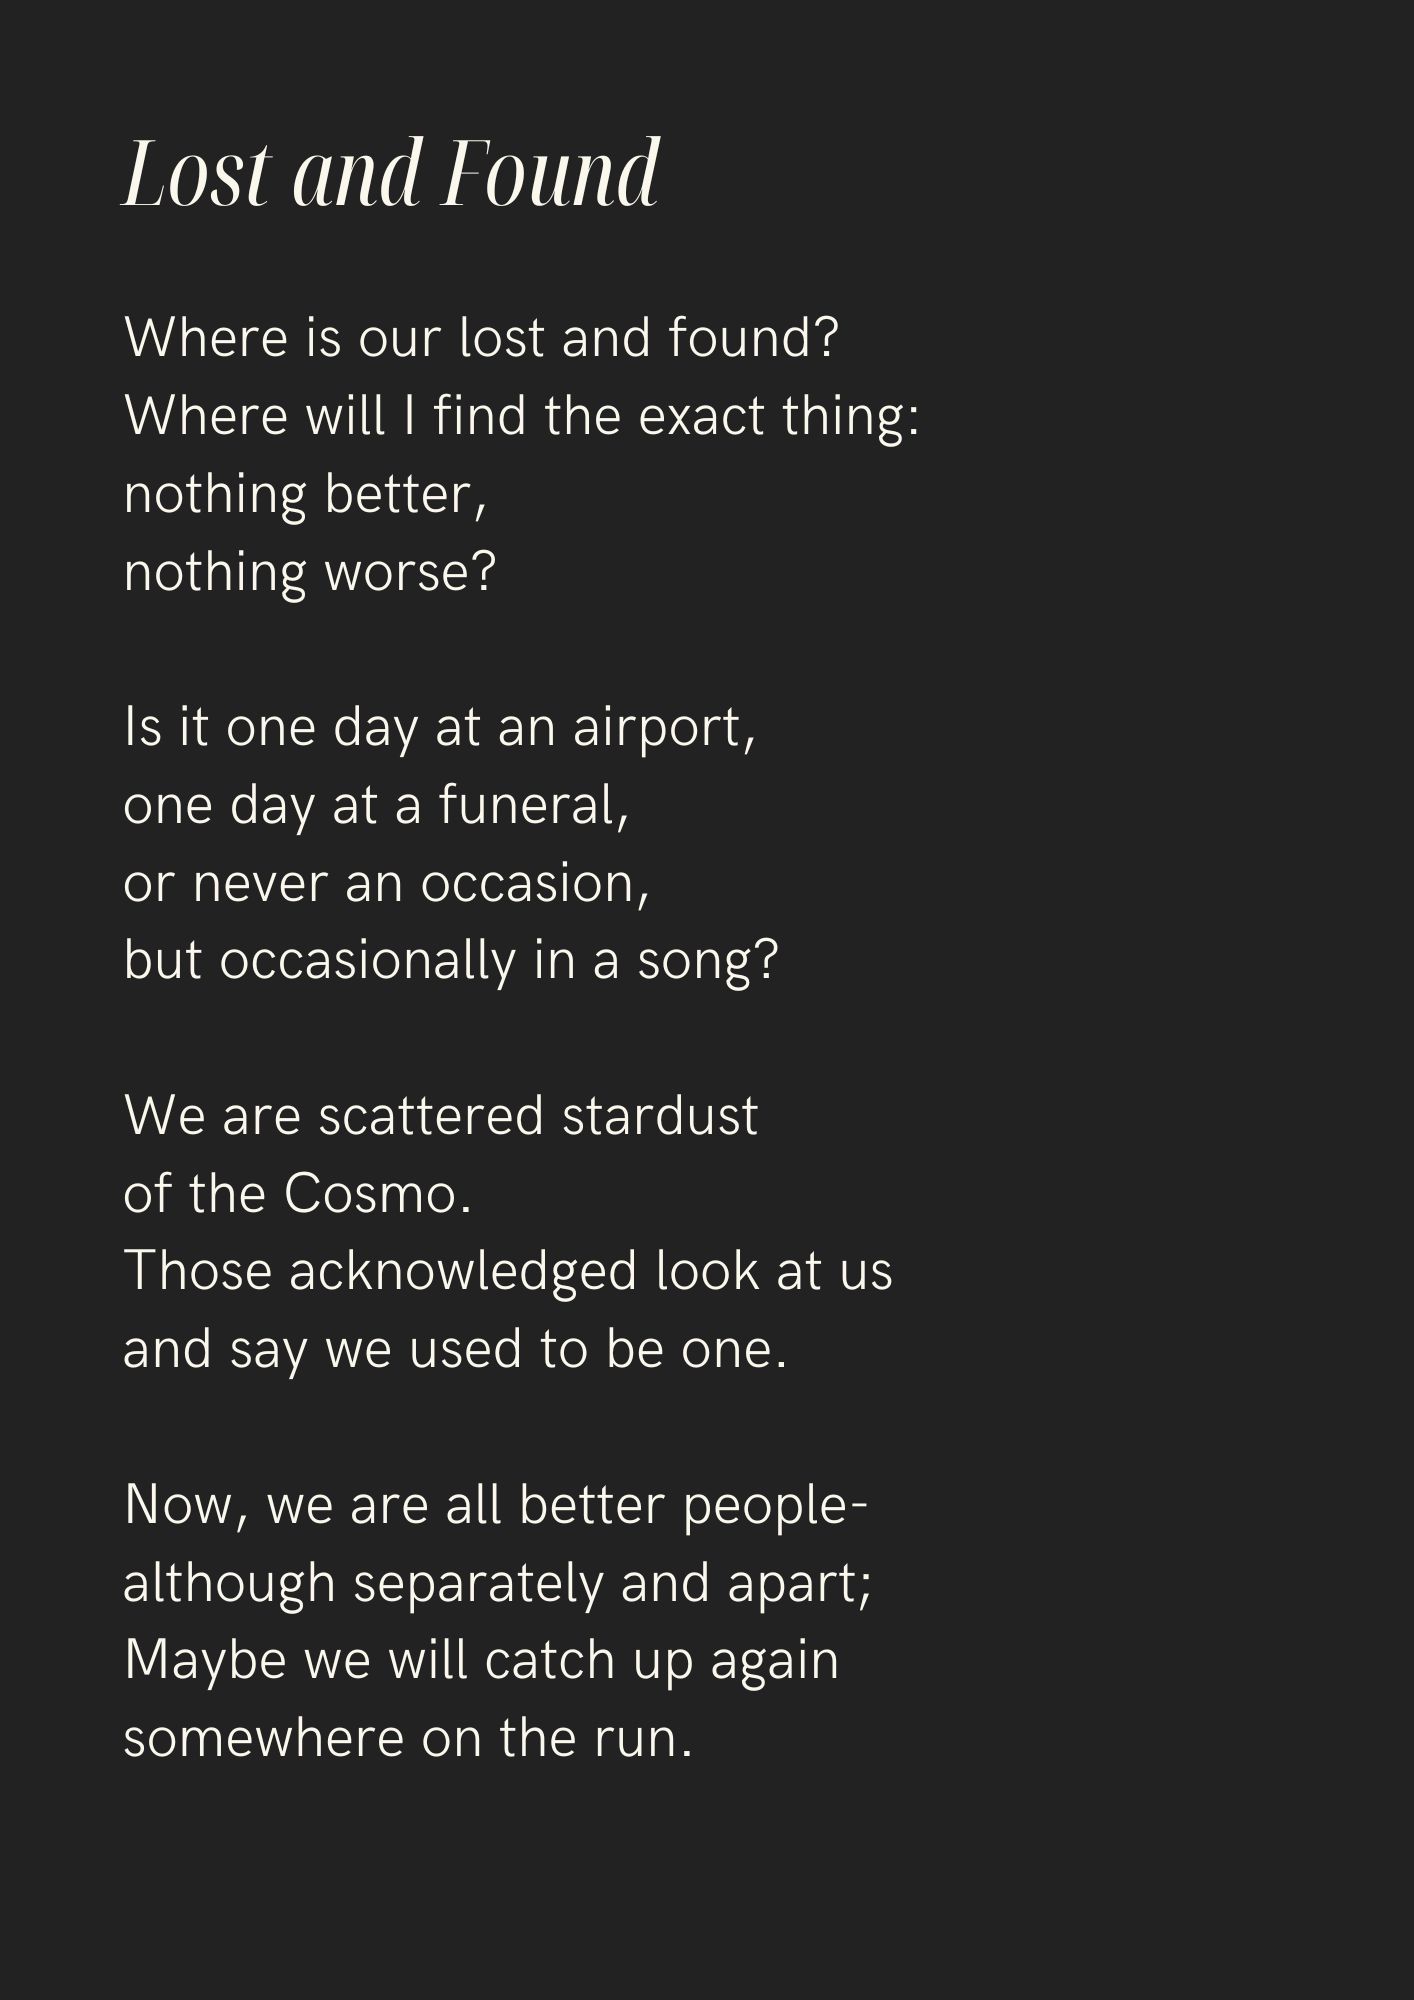 Lost and Found
Where is our lost and found?
Where will I find the exact thing:
nothing better,
nothing worse?
Is it one day at an airport,
one day at a funeral,
or never an occasion,
but occasionally in a song?
We are scattered stardust
of the Cosmo.
Those acknowledged look at us
and say we used to be one.
Now, we are all better people-
although separately and apart;
Maybe we will catch up again
somewhere on the run.